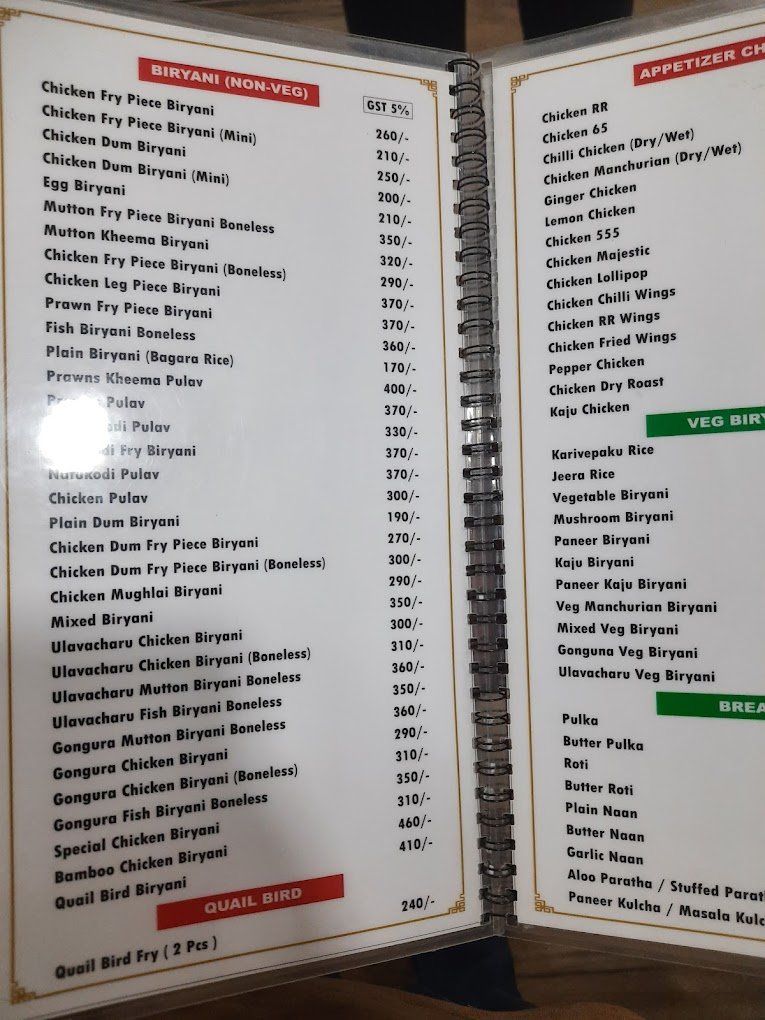 BIRYANI (NON-VEG)
GST 5%
Chicken Fry Piece Biryani 260/-
Chicken Fry Piece Biryani (Mini) 210/-
Chicken Dum Biryani 250/-
Chicken Dum Biryani (Mini) 200/-
Egg Biryani 210/-
Mutton Fry Piece Biryani Boneless 350/-
Mutton Kheema Biryani 320/-
Chicken Fry Piece Biryani (Boneless) 290/-
Chicken Leg Piece Biryani 370/-
Prawn Fry Piece Biryani 370/-
Fish Biryani Boneless 360/-
Plain Biryani (Bagara Rice) 170/-
Prawns Kheema Pulav 400/-
Pulav 370/-
Pulav 330/-
Fry Biryani 370/-
Natukodi Pulav 370/-
Chicken Pulav 300/-
Plain Dum Biryani 190/-
Chicken Dum Fry Piece Biryani 270/-
Chicken Dum Fry Piece Biryani (Boneless) 300/-
Chicken Mughlai Biryani 290/-
Mixed Biryani 350/-
Ulavacharu Chicken Biryani 300/-
Ulavacharu Chicken Biryani (Boneless) 310/-
Ulavacharu Mutton Biryani Boneless 360/-
Ulavacharu Fish Biryani Boneless 350/-
Gongura Mutton Biryani Boneless 360/-
Gongura Chicken Biryani 290/-
Gongura Chicken Biryani (Boneless) 310/-
Gongura Fish Biryani Boneless 350/-
Special Chicken Biryani 310/-
Bamboo Chicken Biryani 460/-
Quail Bird Biryani 410/-
QUAIL BIRD
Quail Bird Fry ( 2 Pcs ) 240/-
APPETIZER CH
Chicken RR
Chicken 65
Chilli Chicken (Dry/Wet)
Chicken Manchurian (Dry/Wet)
Ginger Chicken
Lemon Chicken
Chicken 555
Chicken Majestic
Chicken Lollipop
Chicken Chilli Wings
Chicken RR Wings
Chicken Fried Wings
Pepper Chicken
Chicken Dry Roast
Kaju Chicken
VEG BIRY
Karivepaku Rice
Jeera Rice
Vegetable Biryani
Mushroom Biryani
Paneer Biryani
Kaju Biryani
Paneer Kaju Biryani
Veg Manchurian Biryani
Mixed Veg Biryani
Gonguna Veg Biryani
Ulavacharu Veg Biryani
BREA
Pulka
Butter Pulka
Roti
Butter Roti
Plain Naan
Butter Naan
Garlic Naan
Aloo Paratha / Stuffed Parat
Paneer Kulcha / Masala Kulc